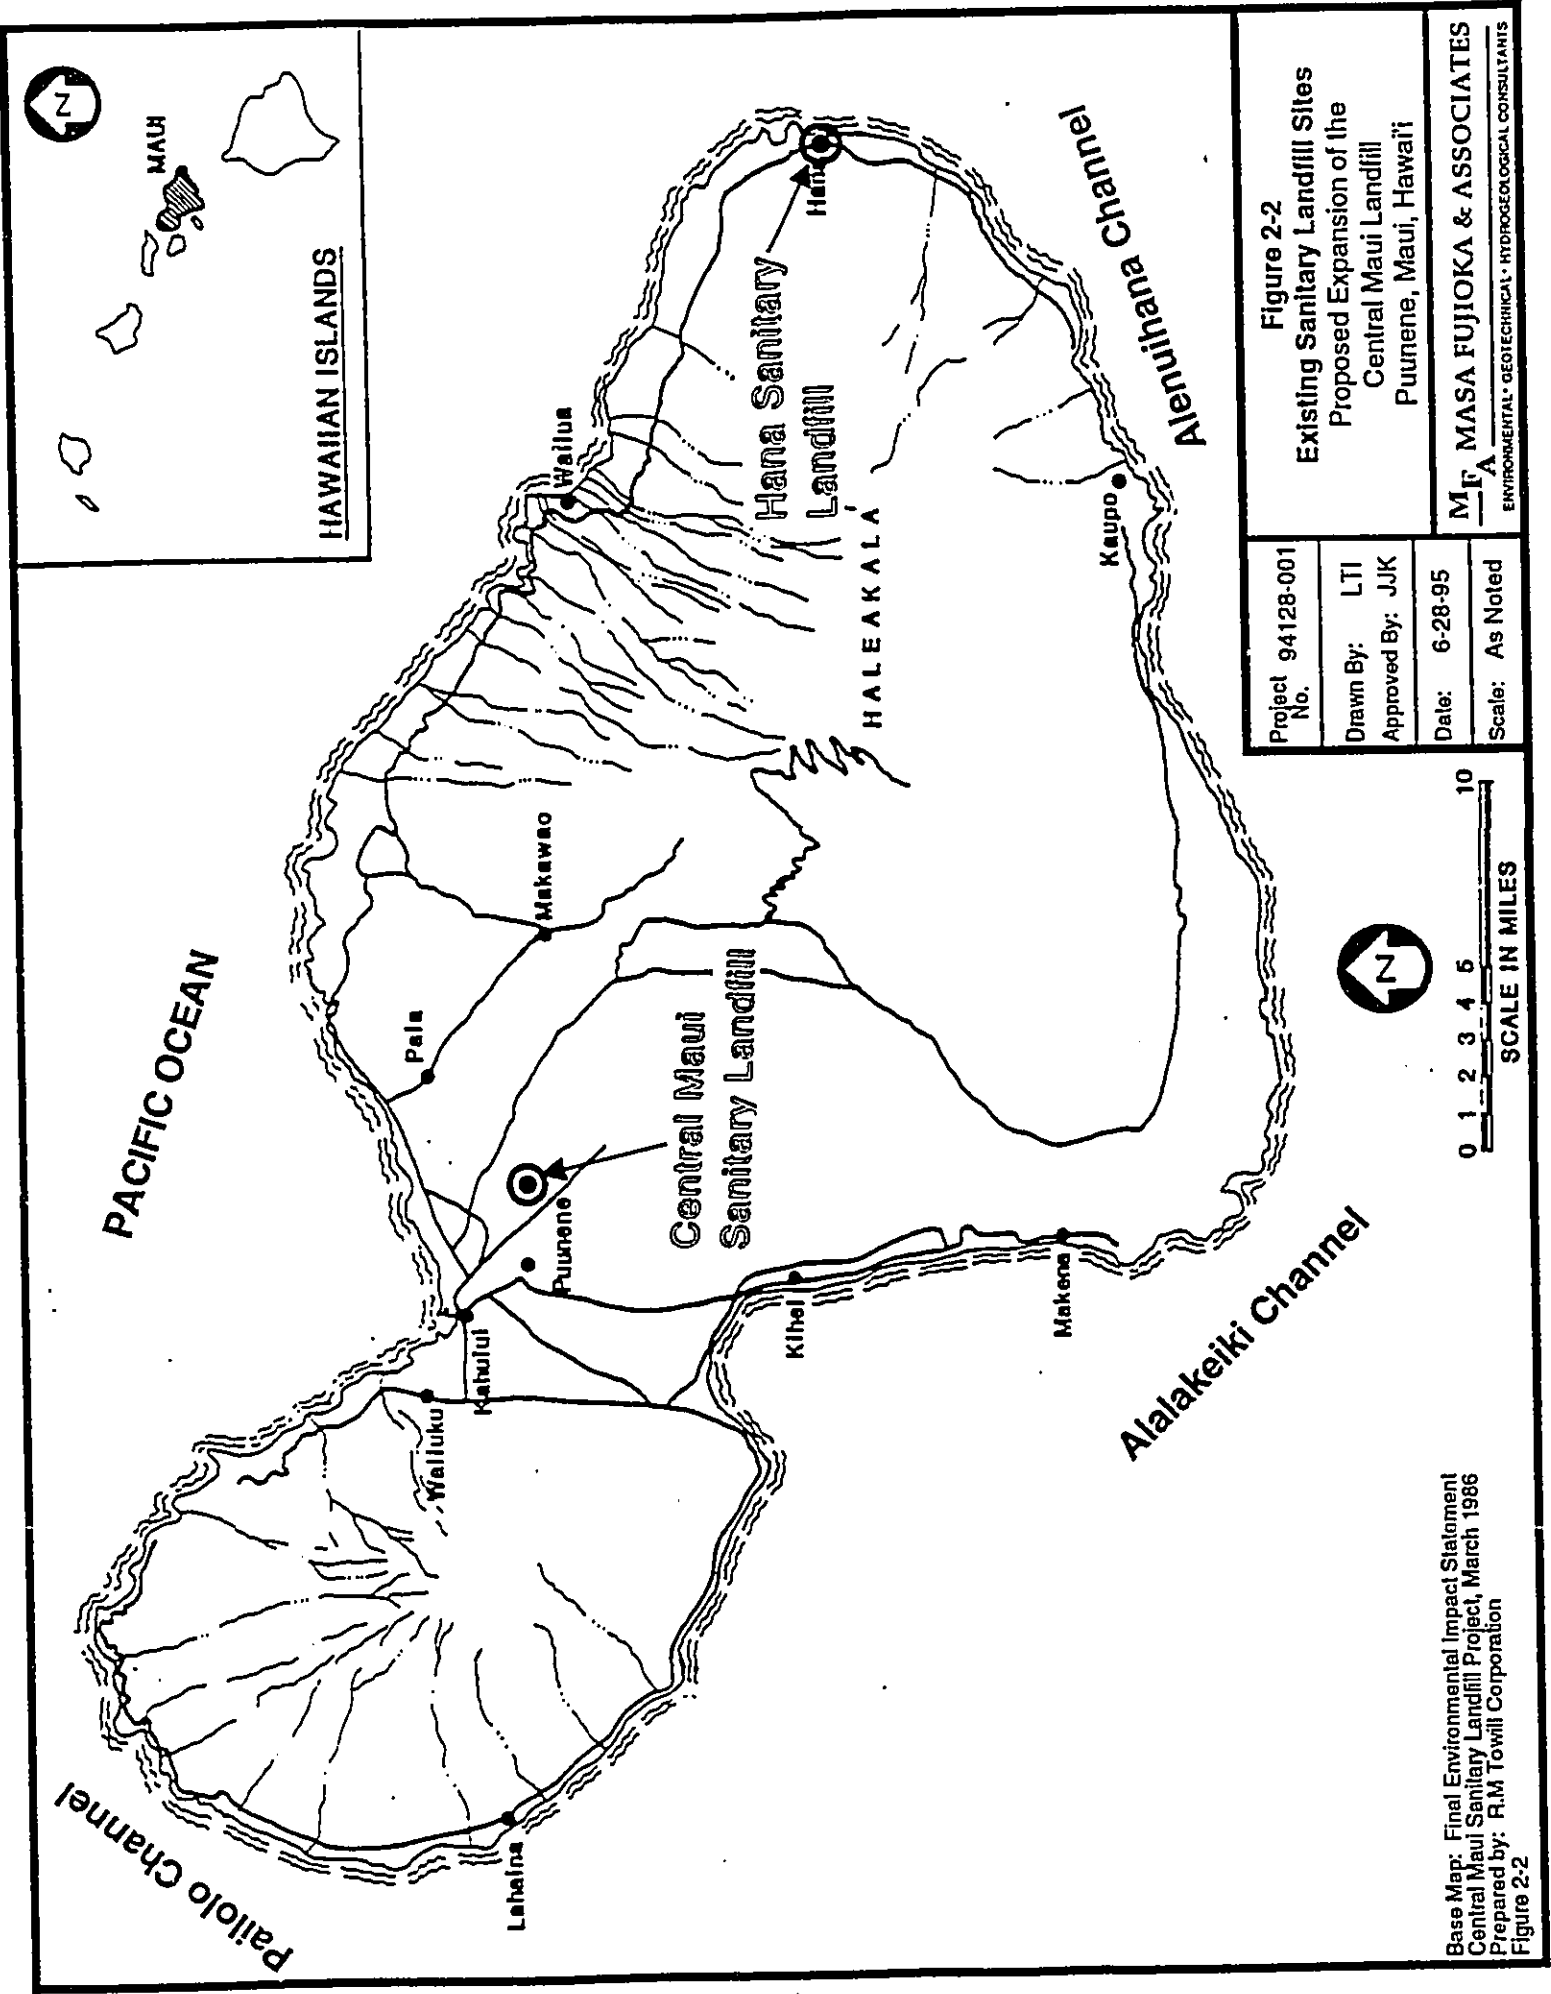 N
MAUI
HAWAIIAN ISLANDS
PACIFIC OCEAN
Pailolo Channel
Alalakeiki Channel
Alenuihana Channel
Lahaina
Wailuku
Kahului
Puunene
Paia
Makawao
Kihei
Makena
Wailua
Kaupo
Hana
HALEAKALA
Central Maui
Sanitary Landfill
Hana Sanitary
Landfill
N
0 1 2 3 4 5 10
SCALE IN MILES
Base Map: Final Environmental Impact Statement
Central Maui Sanitary Landfill Project, March 1986
Prepared by: R.M Towill Corporation
Figure 2-2
Project No. 94128-001
Drawn By: LTI
Approved By: JJK
Date: 6-28-95
Scale: As Noted
Figure 2-2
Existing Sanitary Landfill Sites
Proposed Expansion of the
Central Maui Landfill
Puunene, Maui, Hawai'i
MFA MASA FUJIOKA & ASSOCIATES
ENVIRONMENTAL • GEOTECHNICAL • HYDROGEOLOGICAL CONSULTANTS